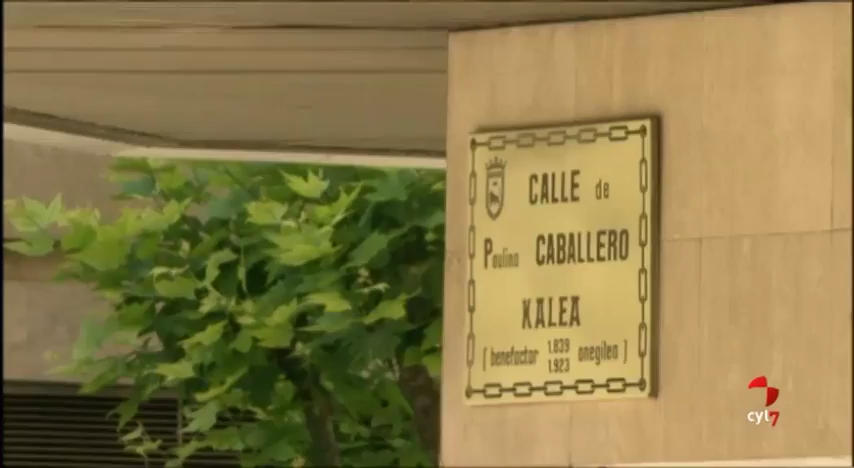 CALLE de
Paulino CABALLERO
KALEA
( benefactor 1.839 onegilea )
1.923
cyl7